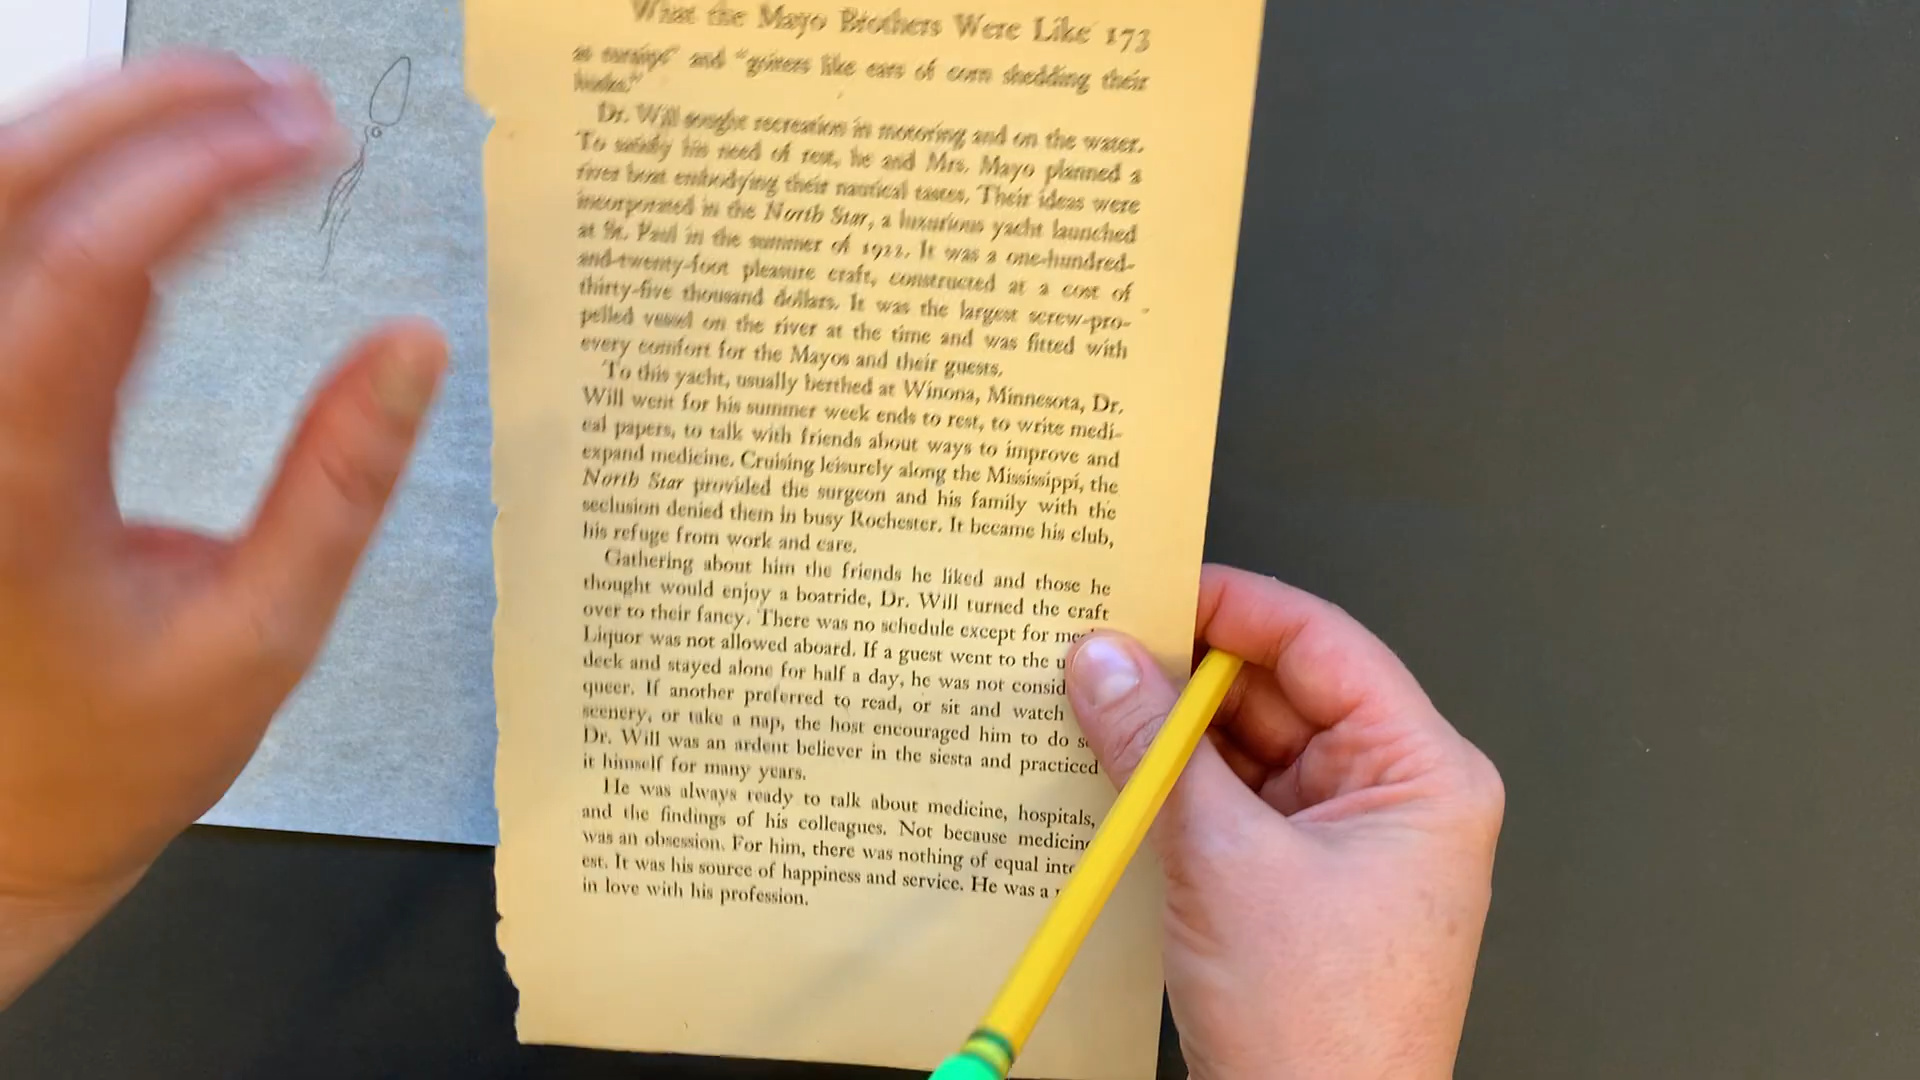 What the Mayo Brothers Were Like 173
and "goiters like ears of corn shedding their
husks."
Dr. Will sought recreation in motoring and on the water.
To satisfy his need of rest, he and Mrs. Mayo planned a
river boat embodying their nautical tastes. Their ideas were
incorporated in the North Star, a luxurious yacht launched
at St. Paul in the summer of 1922. It was a one-hundred-
and-twenty-foot pleasure craft, constructed at a cost of
thirty-five thousand dollars. It was the largest screw-pro-
pelled vessel on the river at the time and was fitted with
every comfort for the Mayos and their guests.
To this yacht, usually berthed at Winona, Minnesota, Dr.
Will went for his summer week ends to rest, to write medi-
cal papers, to talk with friends about ways to improve and
expand medicine. Cruising leisurely along the Mississippi, the
North Star provided the surgeon and his family with the
seclusion denied them in busy Rochester. It became his club,
his refuge from work and care.
Gathering about him the friends he liked and those he
thought would enjoy a boatride, Dr. Will turned the craft
over to their fancy. There was no schedule except for
Liquor was not allowed aboard. If a guest went to the
deck and stayed alone for half a day, he was not
queer. If another preferred to read, or sit and watch
scenery, or take a nap, the host encouraged him to do
Dr. Will was an ardent believer in the siesta and practiced
it himself for many years.
He was always ready to talk about medicine, hospitals,
and the findings of his colleagues. Not because medicine
was an obsession. For him, there was nothing of equal
est. It was his source of happiness and service. He was a
in love with his profession.